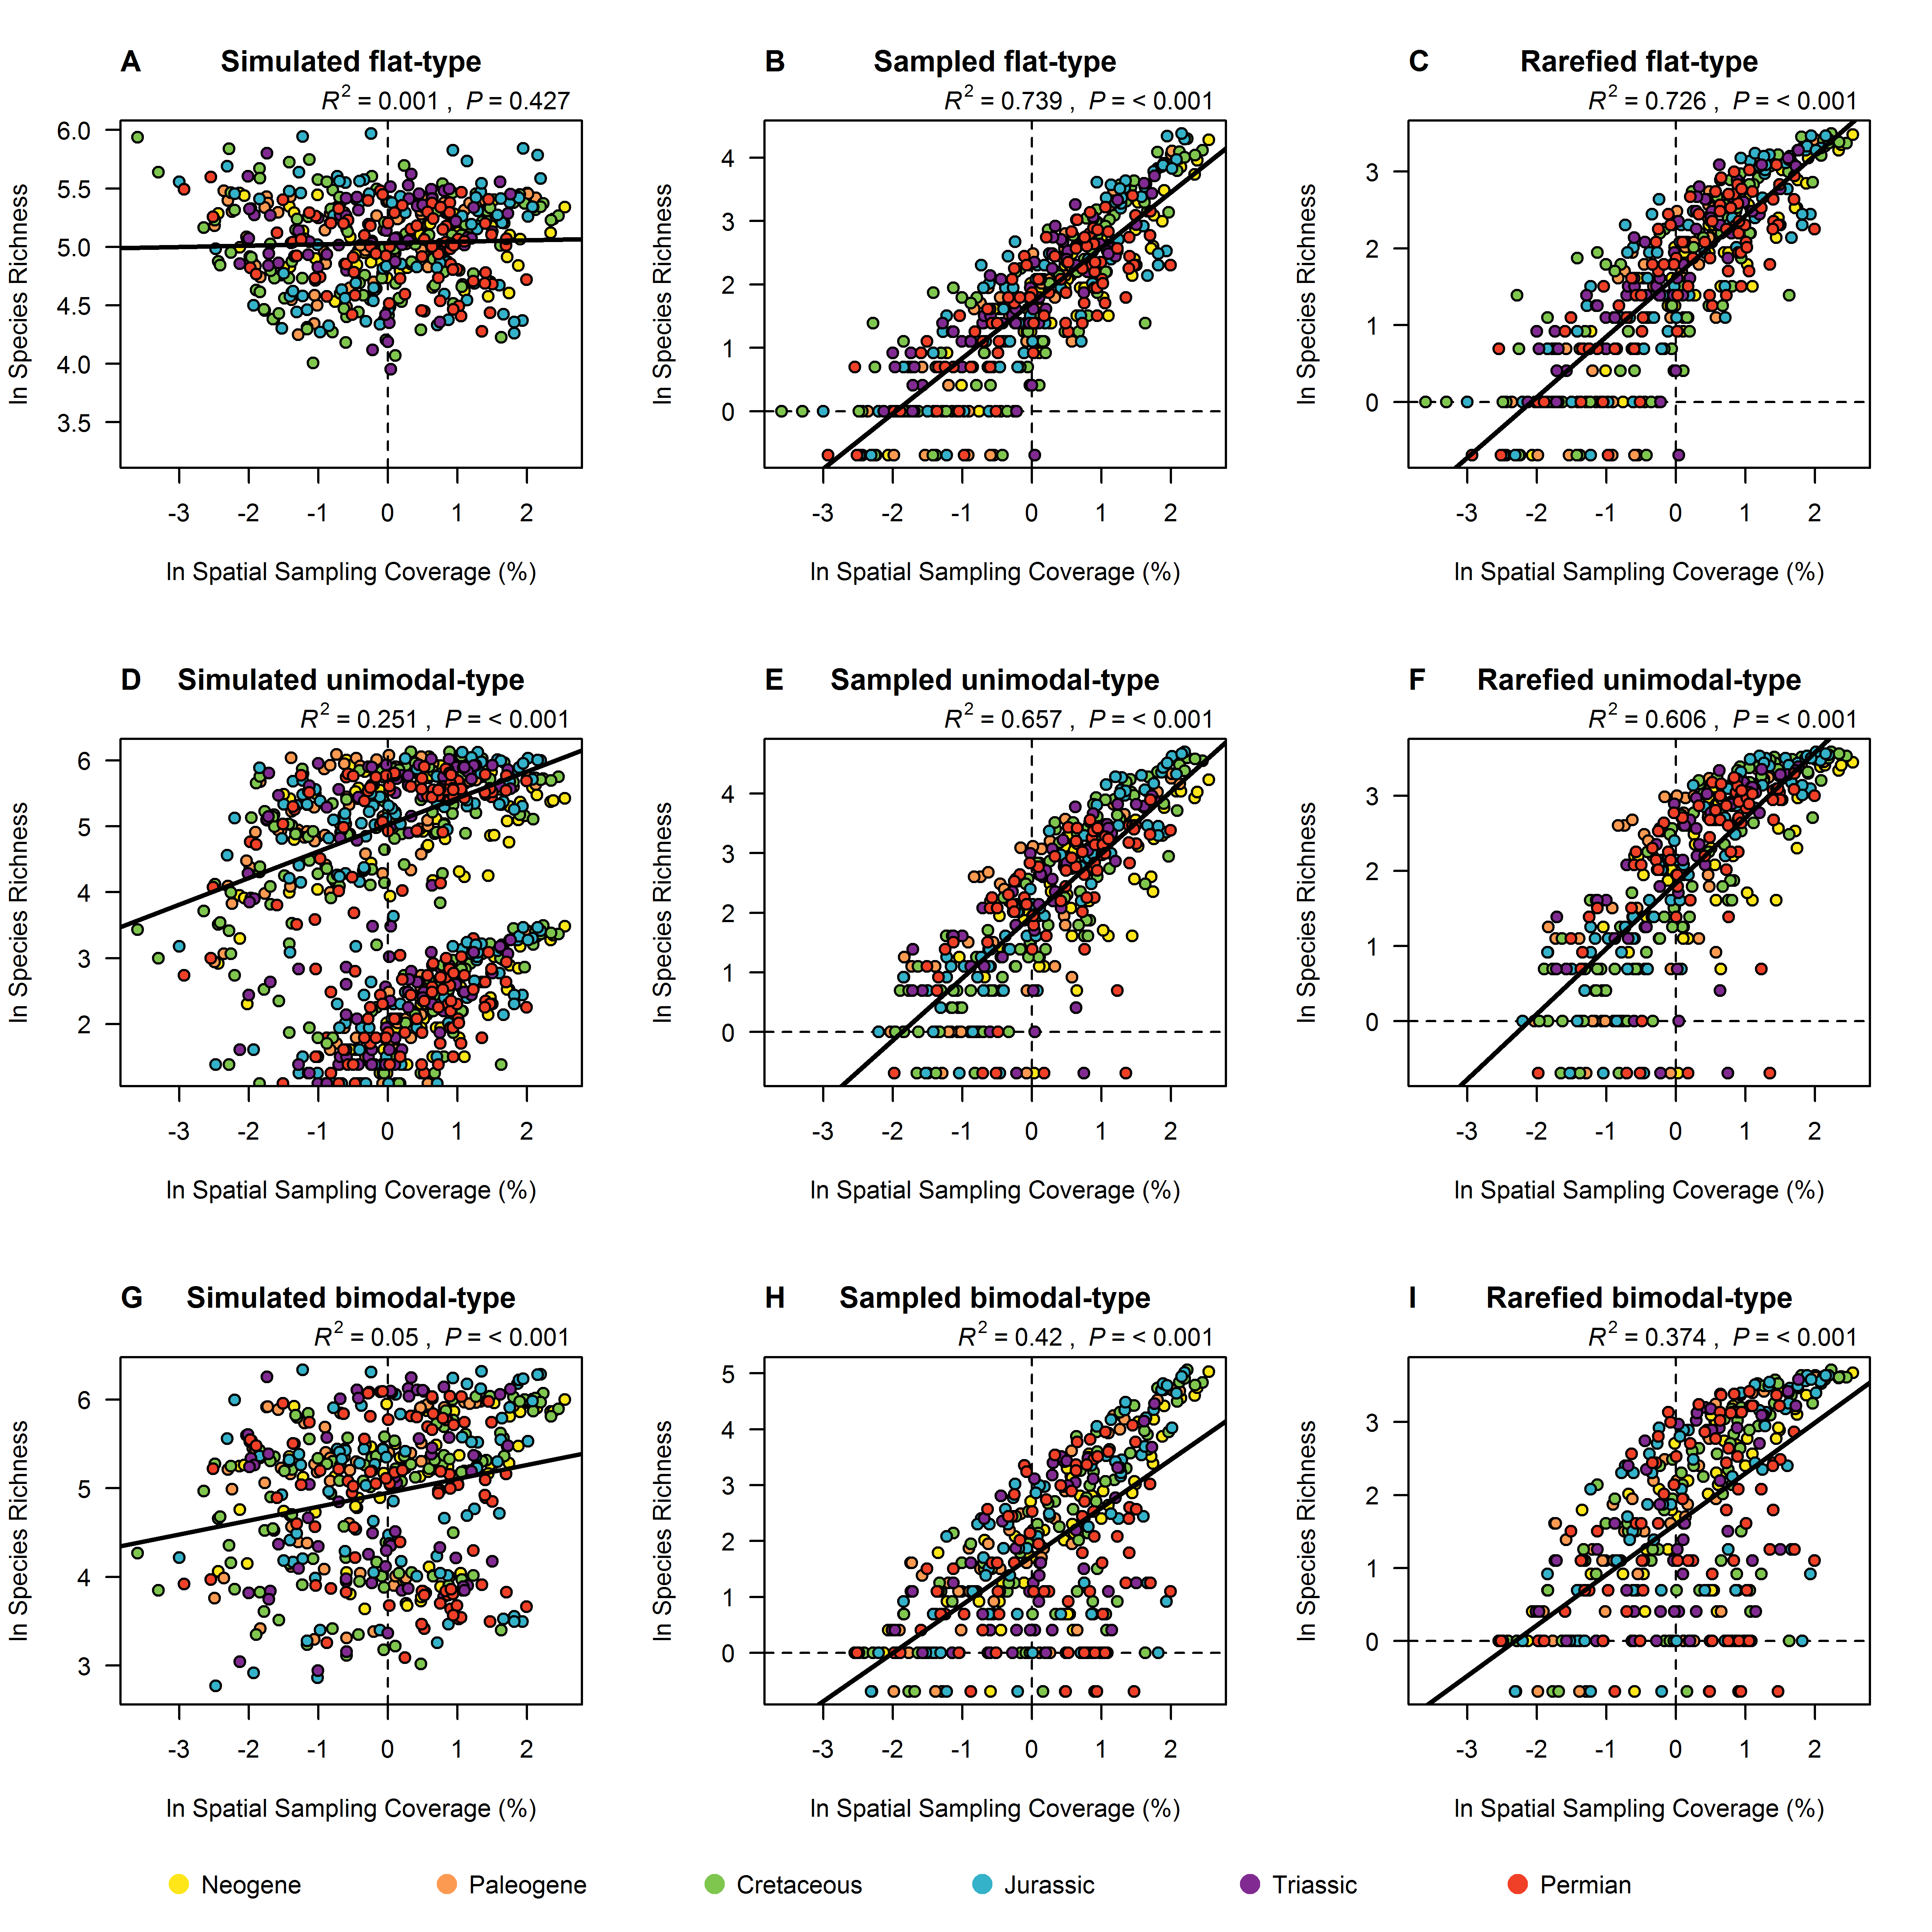 A Simulated flat-type
R2 = 0.001 , P = 0.427
6.0
5.5
5.0
4.5
4.0
3.5
-3 -2 -1 0 1 2
ln Species Richness
ln Spatial Sampling Coverage (%)
B Sampled flat-type
R2 = 0.739 , P = < 0.001
4
3
2
1
0
-3 -2 -1 0 1 2
ln Species Richness
ln Spatial Sampling Coverage (%)
C Rarefied flat-type
R2 = 0.726 , P = < 0.001
3
2
1
0
-3 -2 -1 0 1 2
ln Species Richness
ln Spatial Sampling Coverage (%)
D Simulated unimodal-type
R2 = 0.251 , P = < 0.001
6
5
4
3
2
-3 -2 -1 0 1 2
ln Species Richness
ln Spatial Sampling Coverage (%)
E Sampled unimodal-type
R2 = 0.657 , P = < 0.001
4
3
2
1
0
-3 -2 -1 0 1 2
ln Species Richness
ln Spatial Sampling Coverage (%)
F Rarefied unimodal-type
R2 = 0.606 , P = < 0.001
3
2
1
0
-3 -2 -1 0 1 2
ln Species Richness
ln Spatial Sampling Coverage (%)
G Simulated bimodal-type
R2 = 0.05 , P = < 0.001
6
5
4
3
-3 -2 -1 0 1 2
ln Species Richness
ln Spatial Sampling Coverage (%)
H Sampled bimodal-type
R2 = 0.42 , P = < 0.001
5
4
3
2
1
0
-3 -2 -1 0 1 2
ln Species Richness
ln Spatial Sampling Coverage (%)
I Rarefied bimodal-type
R2 = 0.374 , P = < 0.001
3
2
1
0
-3 -2 -1 0 1 2
ln Species Richness
ln Spatial Sampling Coverage (%)
Neogene Paleogene Cretaceous Jurassic Triassic Permian